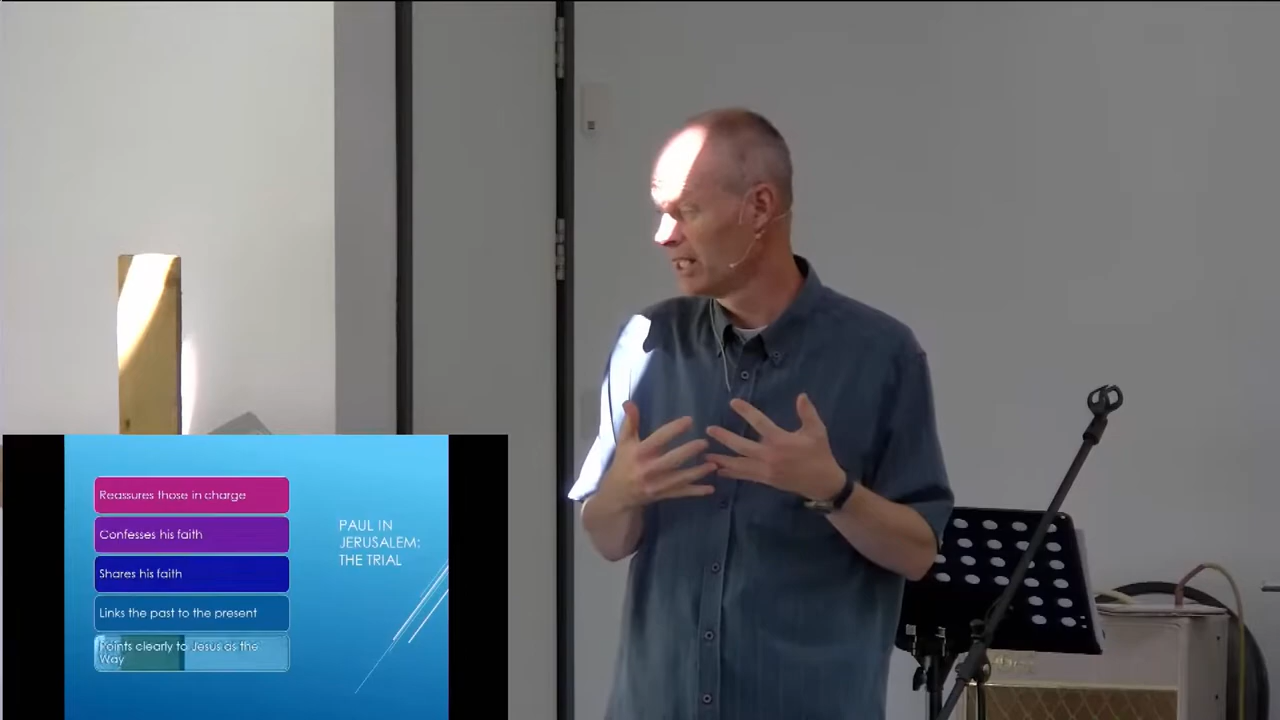 Reassures those in charge
Confesses his faith
Shares his faith
Links the past to the present
Points clearly to Jesus as the
Way
PAUL IN
JERUSALEM:
THE TRIAL